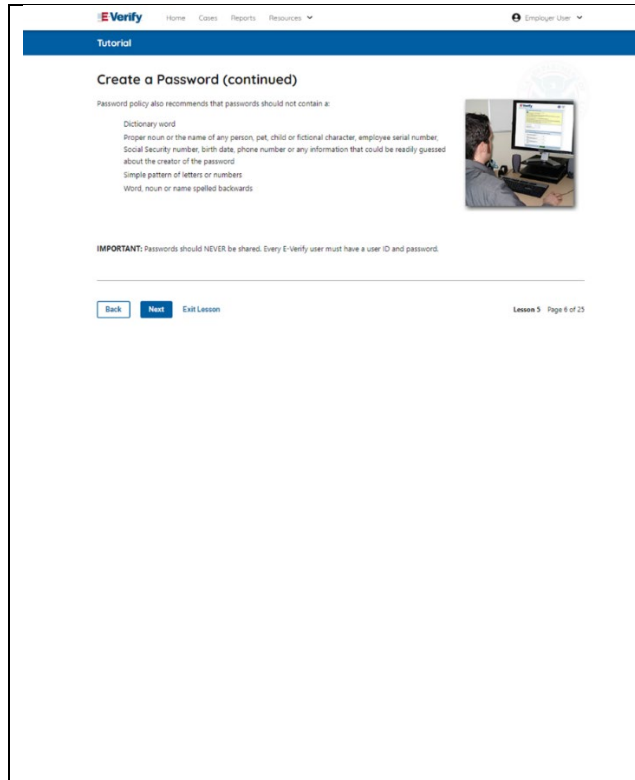 E-Verify Home Cases Reports Resources Employer User
Tutorial
Create a Password (continued)
Password policy also recommends that passwords should not contain a:
Dictionary word
Proper noun or the name of any person, pet, child or fictional character, employee serial number,
Social Security number, birth date, phone number or any information that could be readily guessed
about the creator of the password
Simple pattern of letters or numbers
Word, noun or name spelled backwards
IMPORTANT: Passwords should NEVER be shared. Every E-Verify user must have a user ID and password.
Back Next Exit Lesson Lesson 5 Page 6 of 25